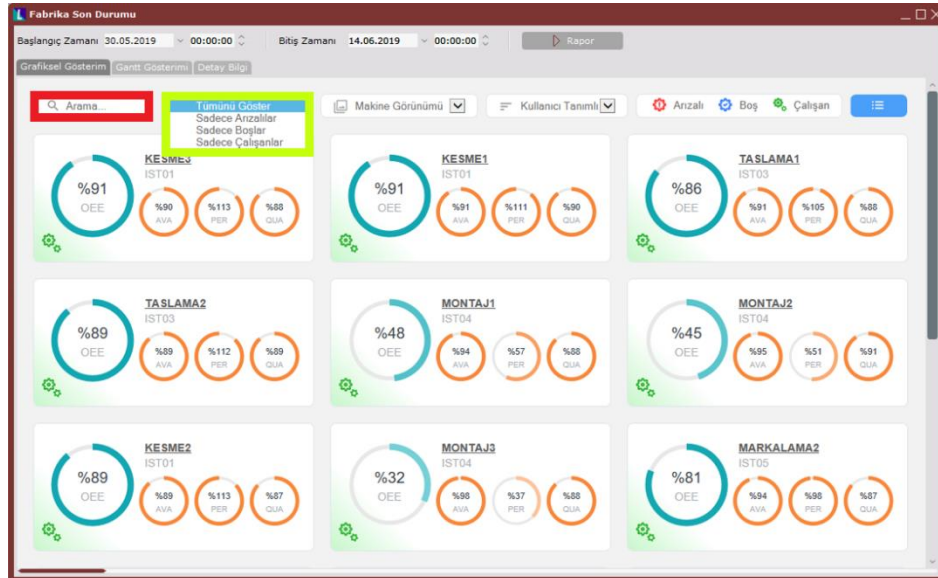 Fabrika Son Durumu
Başlangıç Zamanı 30.05.2019 00:00:00 Bitiş Zamanı 14.06.2019 00:00:00 Rapor
Grafiksel Gösterim Gantt Gösterimi Detay Bilgi
Arama...
Tümünü Göster
Sadece Arızalılar
Sadece Boşlar
Sadece Çalışanlar
Makine Görünümü Kullanıcı Tanımlı Arızalı Boş Çalışan
KESME3
IST01
%91 OEE
%90 AVA
%113 PER
%88 QUA
KESME1
IST01
%91 OEE
%91 AVA
%111 PER
%90 QUA
TASLAMA1
IST03
%86 OEE
%91 AVA
%105 PER
%88 QUA
TASLAMA2
IST03
%89 OEE
%89 AVA
%112 PER
%89 QUA
MONTAJ1
IST04
%48 OEE
%94 AVA
%57 PER
%88 QUA
MONTAJ2
IST04
%45 OEE
%95 AVA
%51 PER
%91 QUA
KESME2
IST01
%89 OEE
%89 AVA
%113 PER
%87 QUA
MONTAJ3
IST04
%32 OEE
%98 AVA
%37 PER
%88 QUA
MARKALAMA2
IST05
%81 OEE
%94 AVA
%98 PER
%87 QUA